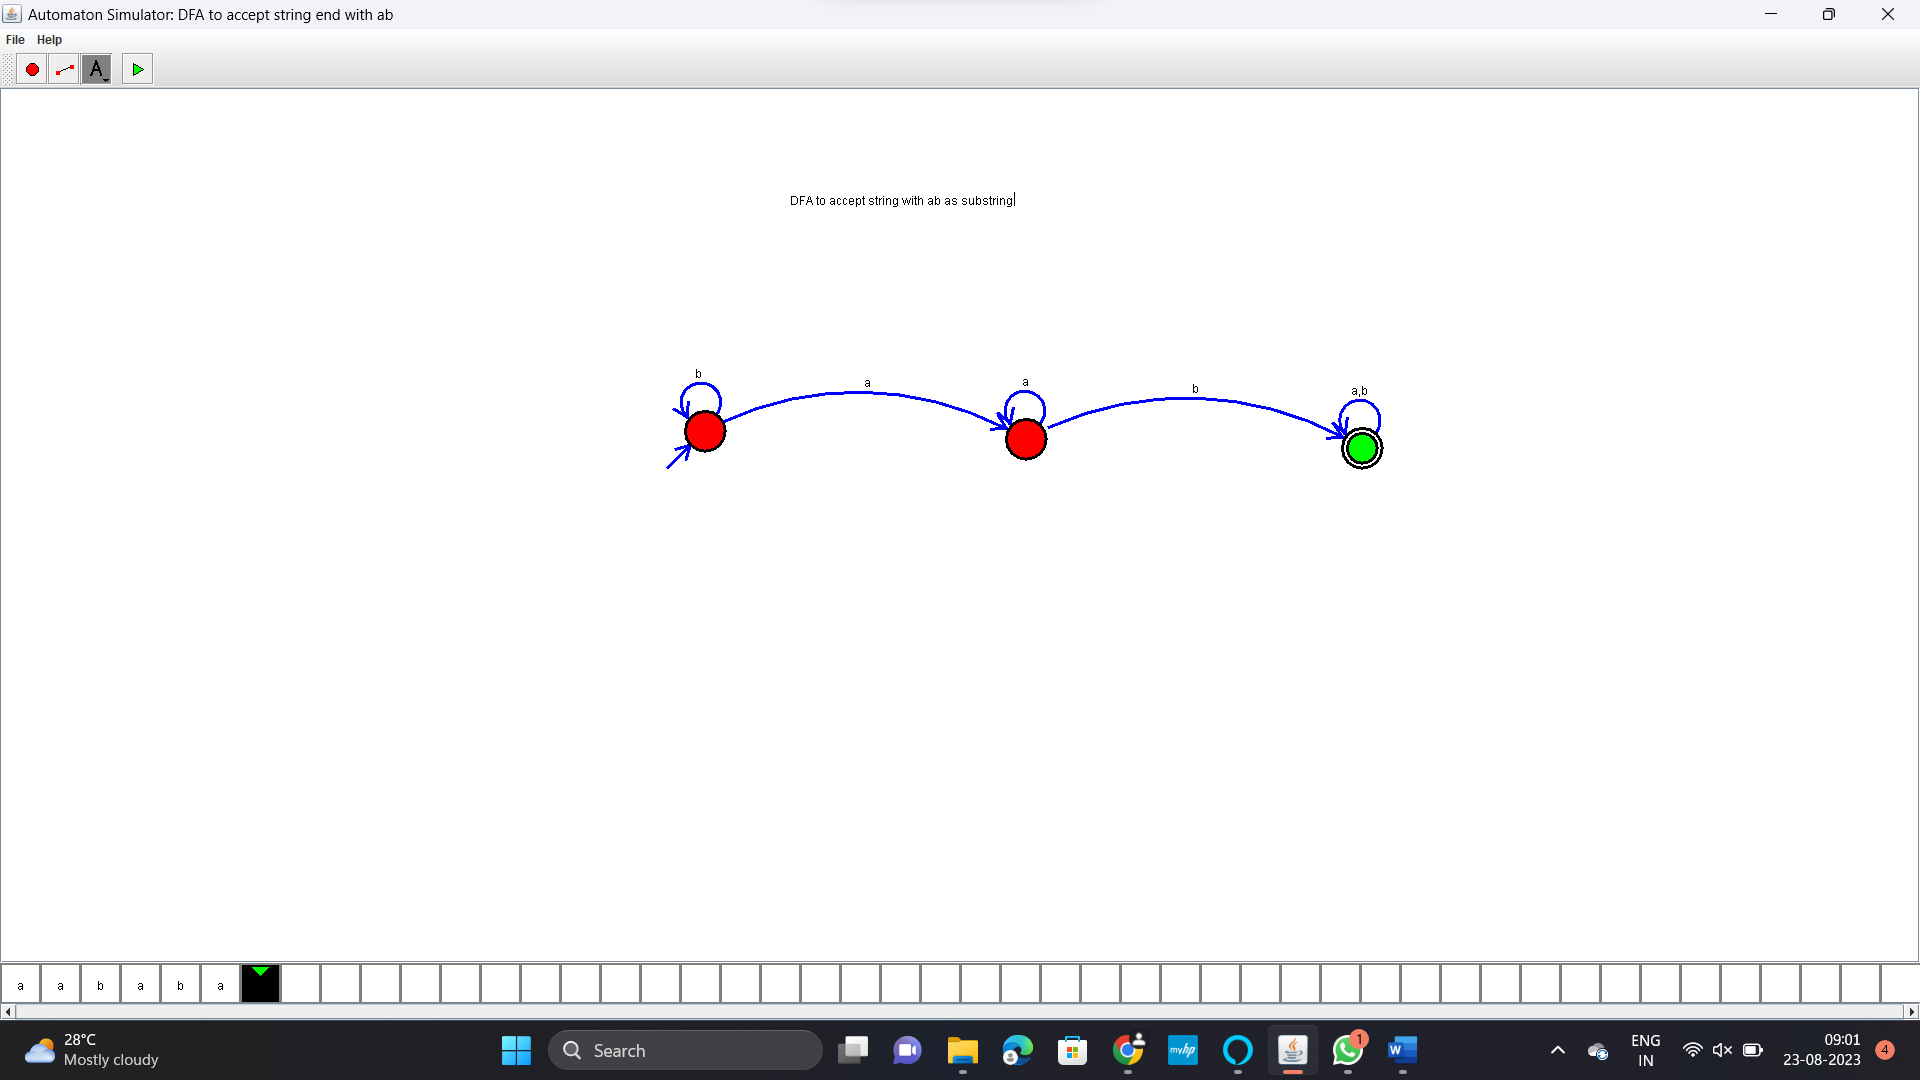 Automaton Simulator: DFA to accept string end with ab
File Help
A
DFA to accept string with ab as substring
b
a
a
b
a,b
a a b a b a
28°C
Mostly cloudy
Search
myhp
1
W
ENG
IN
09:01
23-08-2023
4